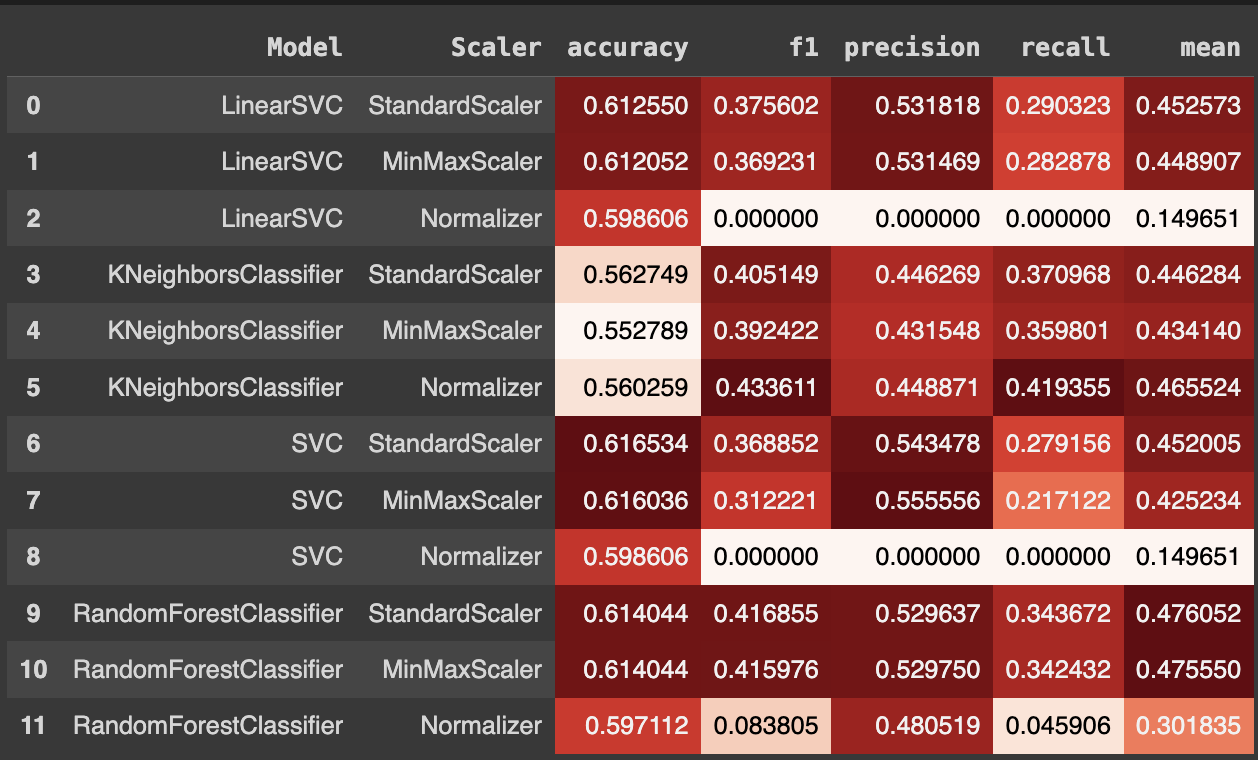 Model Scaler accuracy f1 precision recall mean
0 LinearSVC StandardScaler 0.612550 0.375602 0.531818 0.290323 0.452573
1 LinearSVC MinMaxScaler 0.612052 0.369231 0.531469 0.282878 0.448907
2 LinearSVC Normalizer 0.598606 0.000000 0.000000 0.000000 0.149651
3 KNeighborsClassifier StandardScaler 0.562749 0.405149 0.446269 0.370968 0.446284
4 KNeighborsClassifier MinMaxScaler 0.552789 0.392422 0.431548 0.359801 0.434140
5 KNeighborsClassifier Normalizer 0.560259 0.433611 0.448871 0.419355 0.465524
6 SVC StandardScaler 0.616534 0.368852 0.543478 0.279156 0.452005
7 SVC MinMaxScaler 0.616036 0.312221 0.555556 0.217122 0.425234
8 SVC Normalizer 0.598606 0.000000 0.000000 0.000000 0.149651
9 RandomForestClassifier StandardScaler 0.614044 0.416855 0.529637 0.343672 0.476052
10 RandomForestClassifier MinMaxScaler 0.614044 0.415976 0.529750 0.342432 0.475550
11 RandomForestClassifier Normalizer 0.597112 0.083805 0.480519 0.045906 0.301835